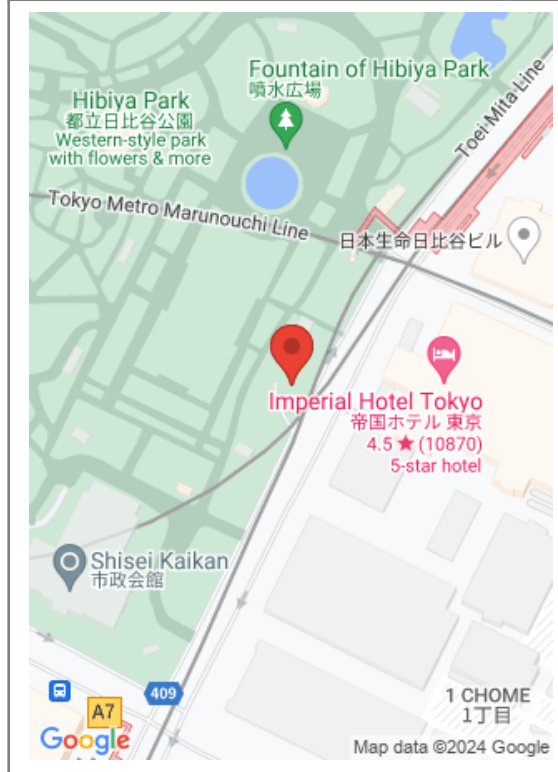 Fountain of Hibiya Park
噴水広場
Hibiya Park
都立日比谷公園
Western-style park
with flowers & more
Toei Mita Line
Tokyo Metro Marunouchi Line
日本生命日比谷ビル
Imperial Hotel Tokyo
帝国ホテル 東京
4.5 ★ (10870)
5-star hotel
Shisei Kaikan
市政会館
409
A7
1 CHOME
1丁目
Google
Map data ©2024 Google